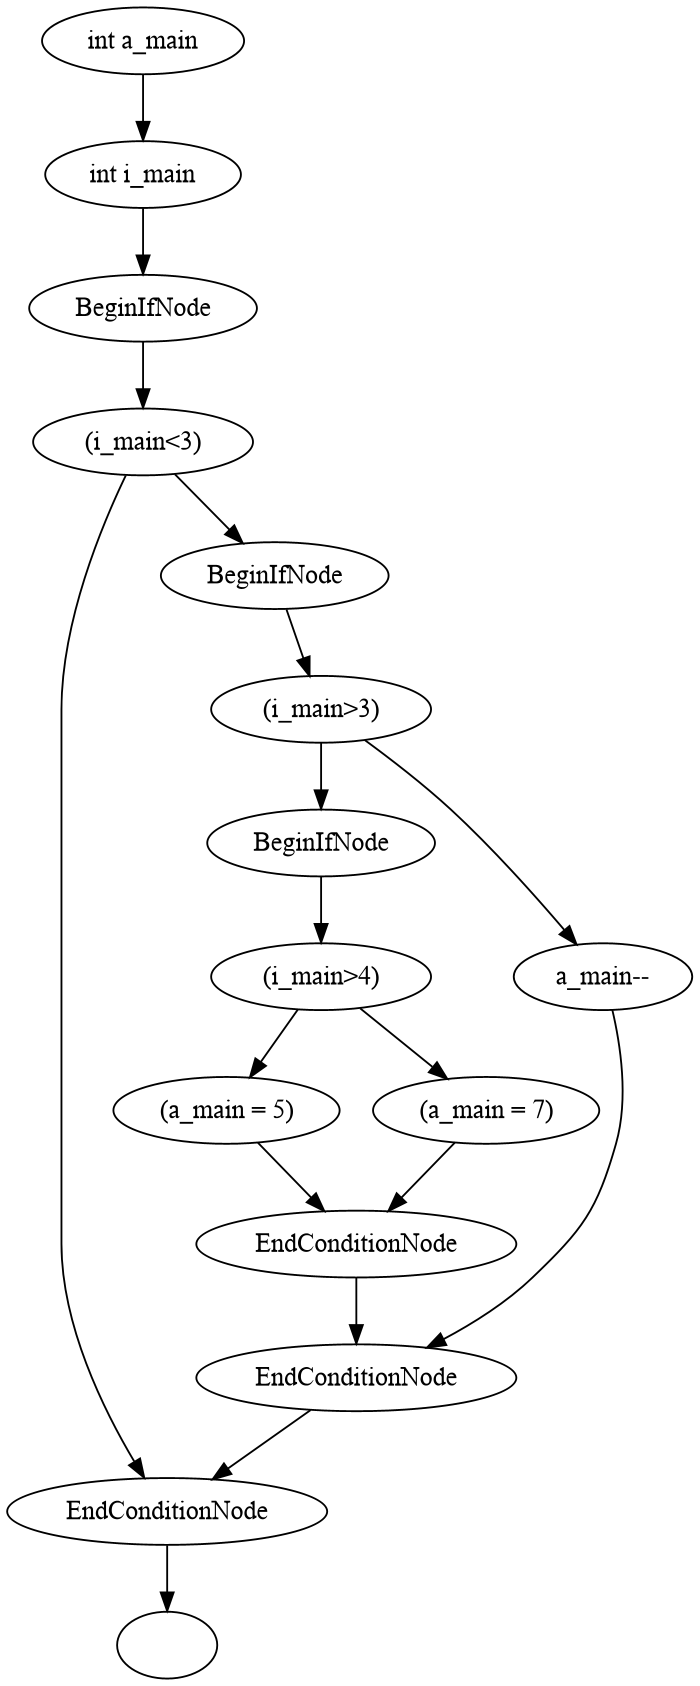 int a_main
int i_main
BeginIfNode
(i_main<3)
BeginIfNode
(i_main>3)
BeginIfNode
(i_main>4)
a_main--
(a_main = 5)
(a_main = 7)
EndConditionNode
EndConditionNode
EndConditionNode